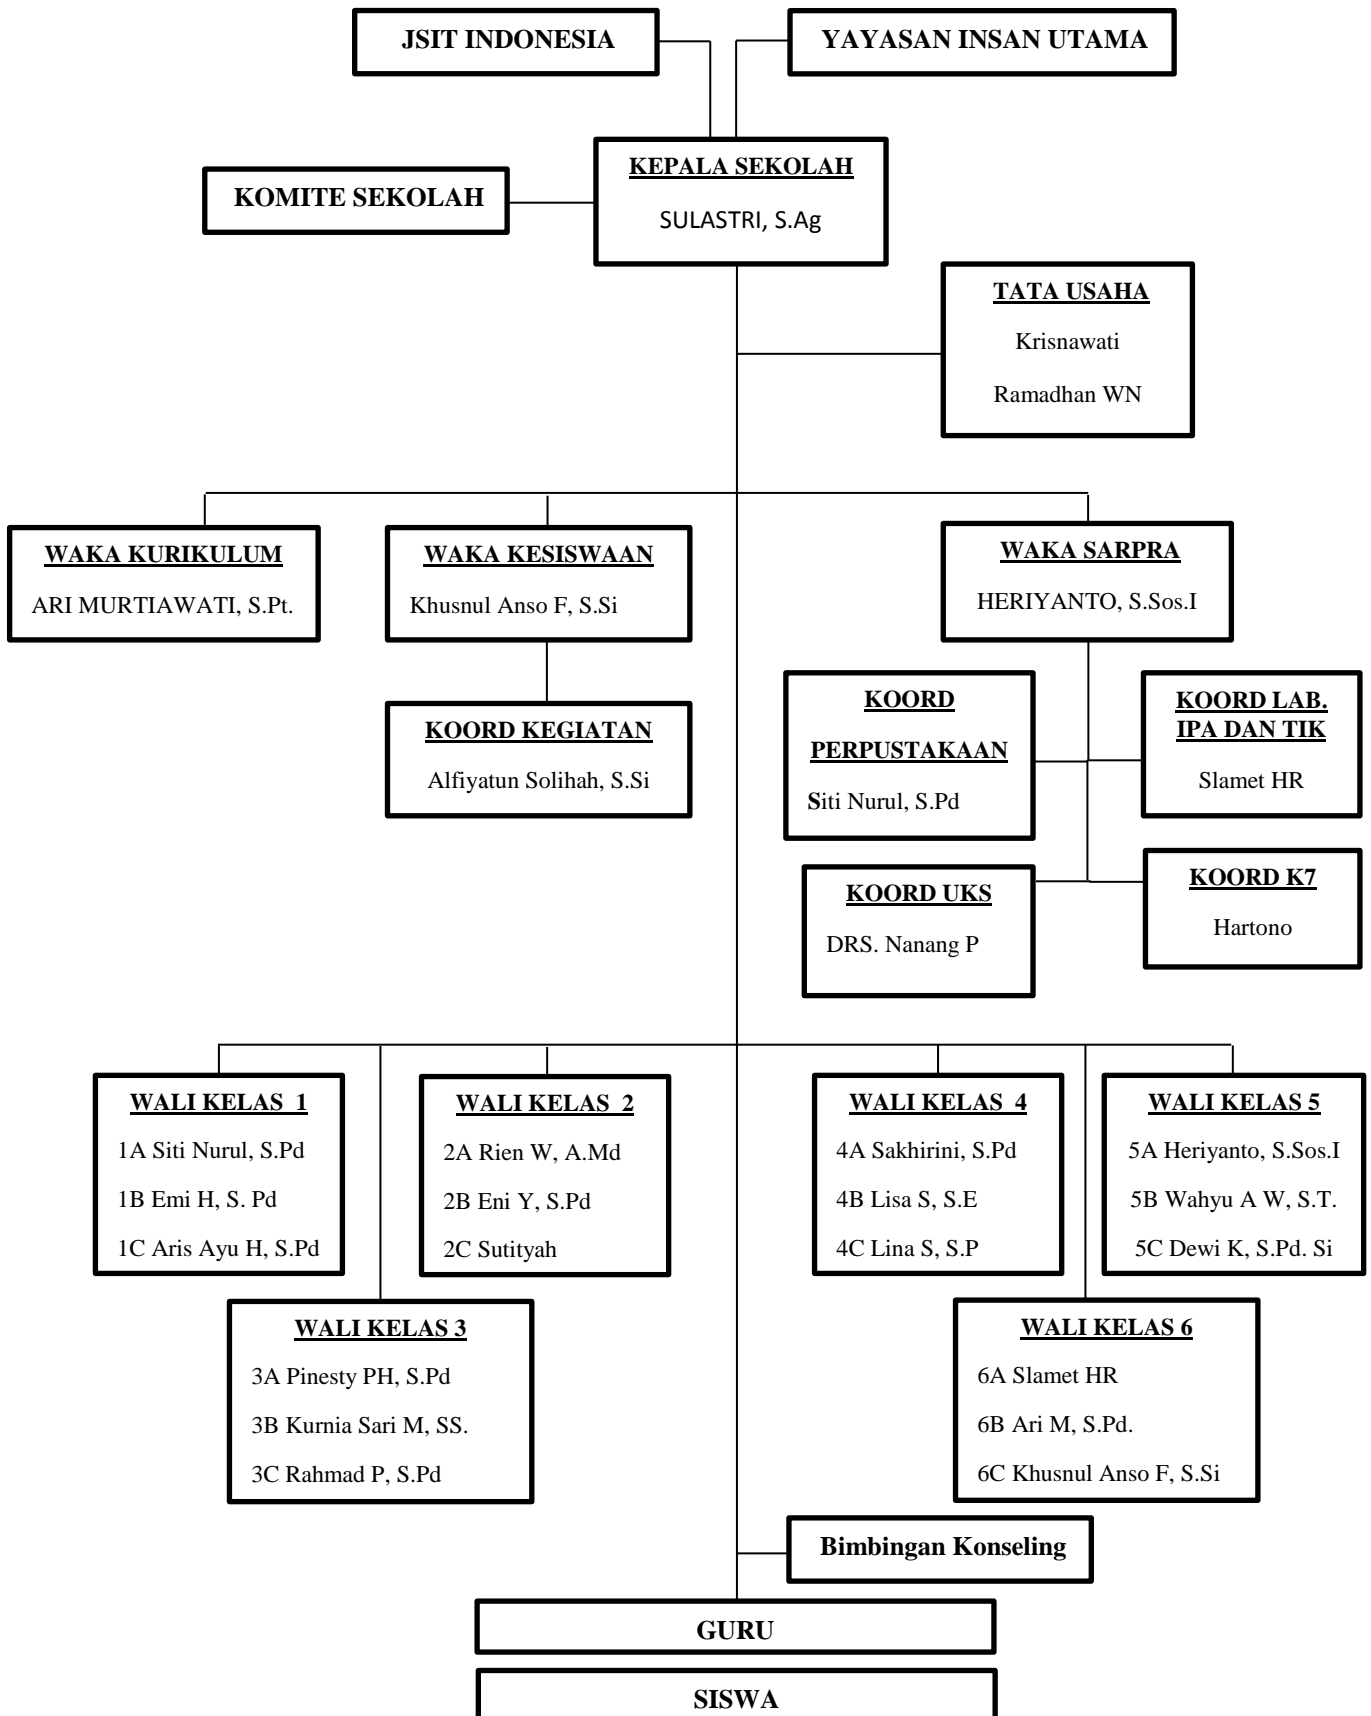 JSIT INDONESIA
YAYASAN INSAN UTAMA
KEPALA SEKOLAH
SULASTRI, S.Ag
KOMITE SEKOLAH
TATA USAHA
Krisnawati
Ramadhan WN
WAKA KURIKULUM
ARI MURTIAWATI, S.Pt.
WAKA KESISWAAN
Khusnul Anso F, S.Si
WAKA SARPRA
HERIYANTO, S.Sos.I
KOORD KEGIATAN
Alfiyatun Solihah, S.Si
KOORD
PERPUSTAKAAN
Siti Nurul, S.Pd
KOORD LAB.
IPA DAN TIK
Slamet HR
KOORD UKS
DRS. Nanang P
KOORD K7
Hartono
WALI KELAS  1
1A Siti Nurul, S.Pd
1B Emi H, S. Pd
1C Aris Ayu H, S.Pd
WALI KELAS  2
2A Rien W, A.Md
2B Eni Y, S.Pd
2C Sutityah
WALI KELAS 3
3A Pinesty PH, S.Pd
3B Kurnia Sari M, SS.
3C Rahmad P, S.Pd
WALI KELAS  4
4A Sakhirini, S.Pd
4B Lisa S, S.E
4C Lina S, S.P
WALI KELAS 5
5A Heriyanto, S.Sos.I
5B Wahyu A W, S.T.
5C Dewi K, S.Pd. Si
WALI KELAS 6
6A Slamet HR
6B Ari M, S.Pd.
6C Khusnul Anso F, S.Si
Bimbingan Konseling
GURU
SISWA